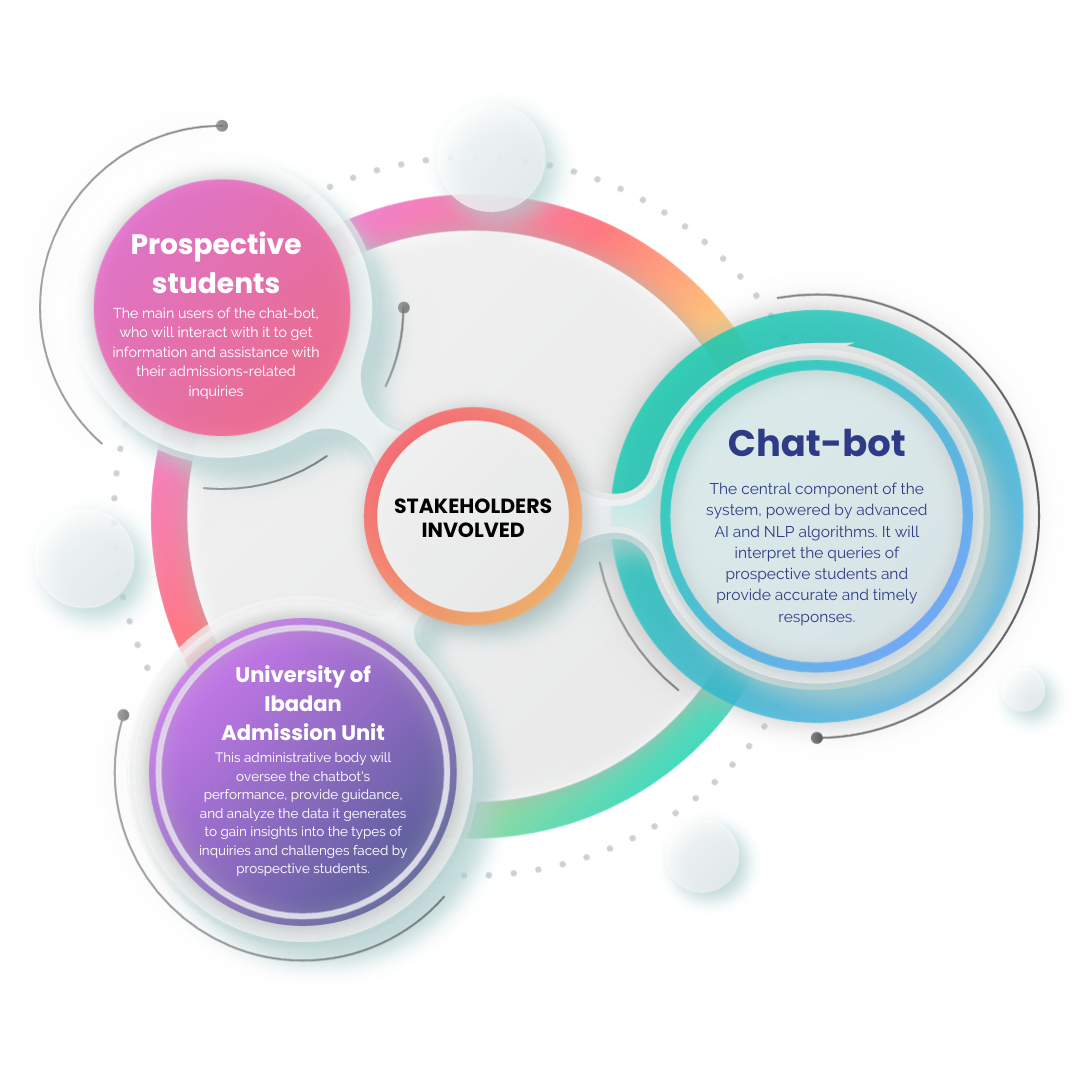 Prospective
students
The main users of the chat-bot,
who will interact with it to get
information and assistance with
their admissions-related
inquiries
STAKEHOLDERS
INVOLVED
Chat-bot
The central component of the
system, powered by advanced
AI and NLP algorithms. It will
interpret the queries of
prospective students and
provide accurate and timely
responses.
University of
Ibadan
Admission Unit
This administrative body will
oversee the chatbot's
performance, provide guidance,
and analyze the data it generates
to gain insights into the types of
inquiries and challenges faced by
prospective students.